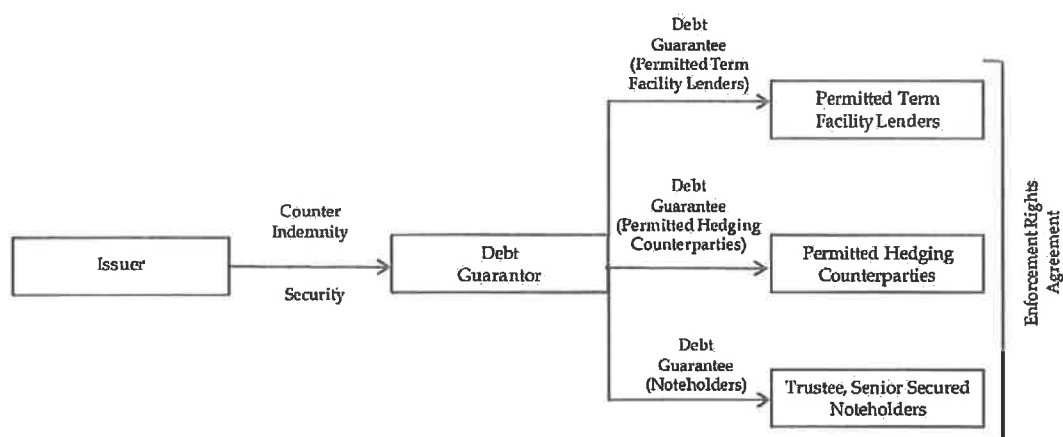 Debt
Guarantee
(Permitted Term
Facility Lenders)
Permitted Term
Facility Lenders
Counter
Indemnity
Debt
Guarantee
(Permitted Hedging
Counterparties)
Issuer
Debt
Guarantor
Permitted Hedging
Counterparties
Security
Debt
Guarantee
(Noteholders)
Trustee, Senior Secured
Noteholders
Enforcement Rights
Agreement